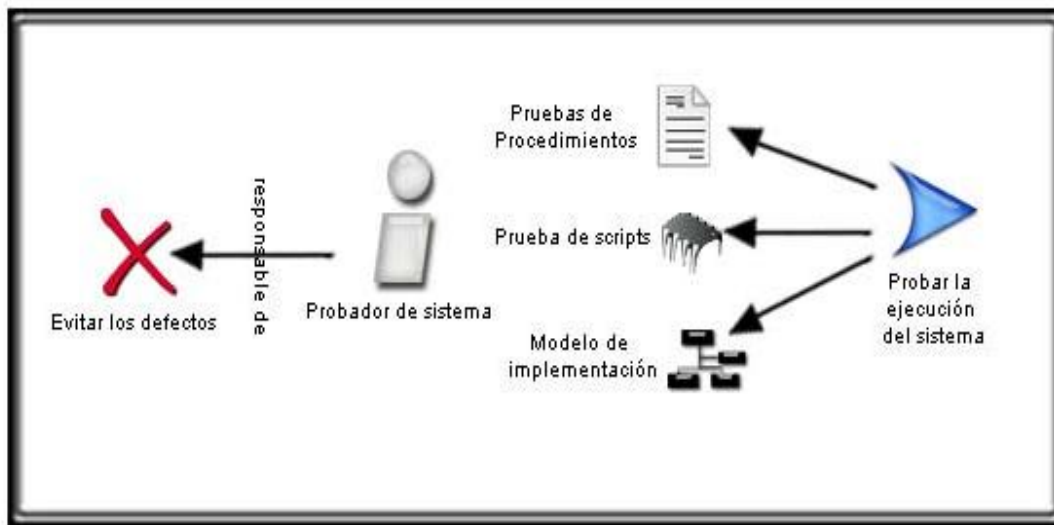 Pruebas de
Procedimientos
responsable de
Prueba de scripts
Probar la
ejecución
del sistema
Evitar los defectos
Probador de sistema
Modelo de
implementación